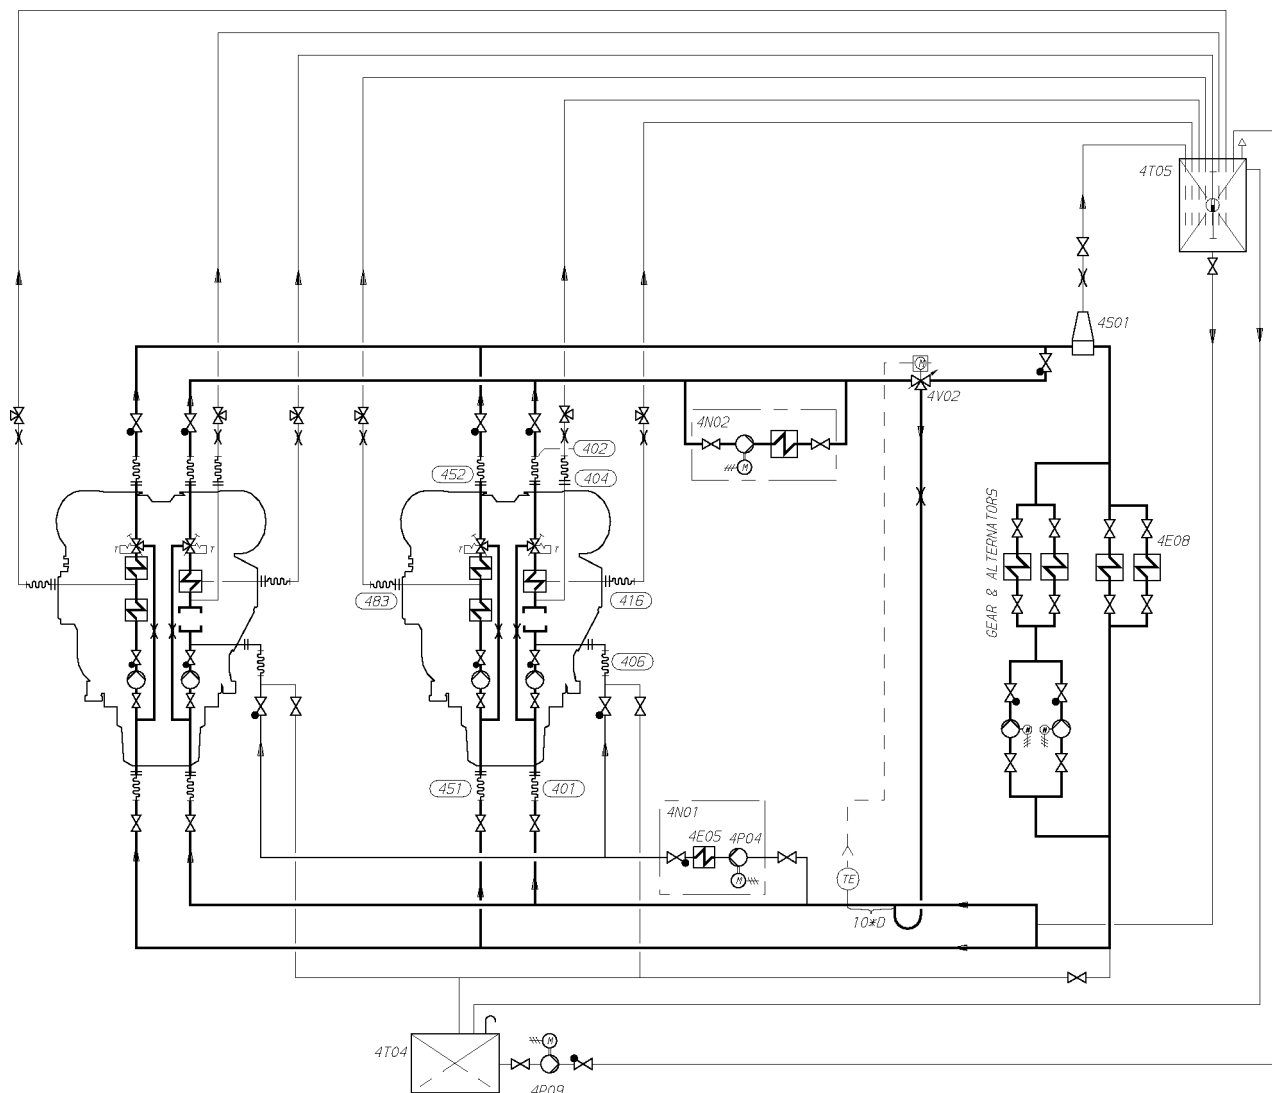 4T05
4S01
M
4V02
4N02
402
452
404
M
T
T
T
T
GEAR & ALTERNATORS
4E08
483
416
406
M
M
451
401
4N01
4E05
4P04
M
TE
10*D
M
4T04
4P09